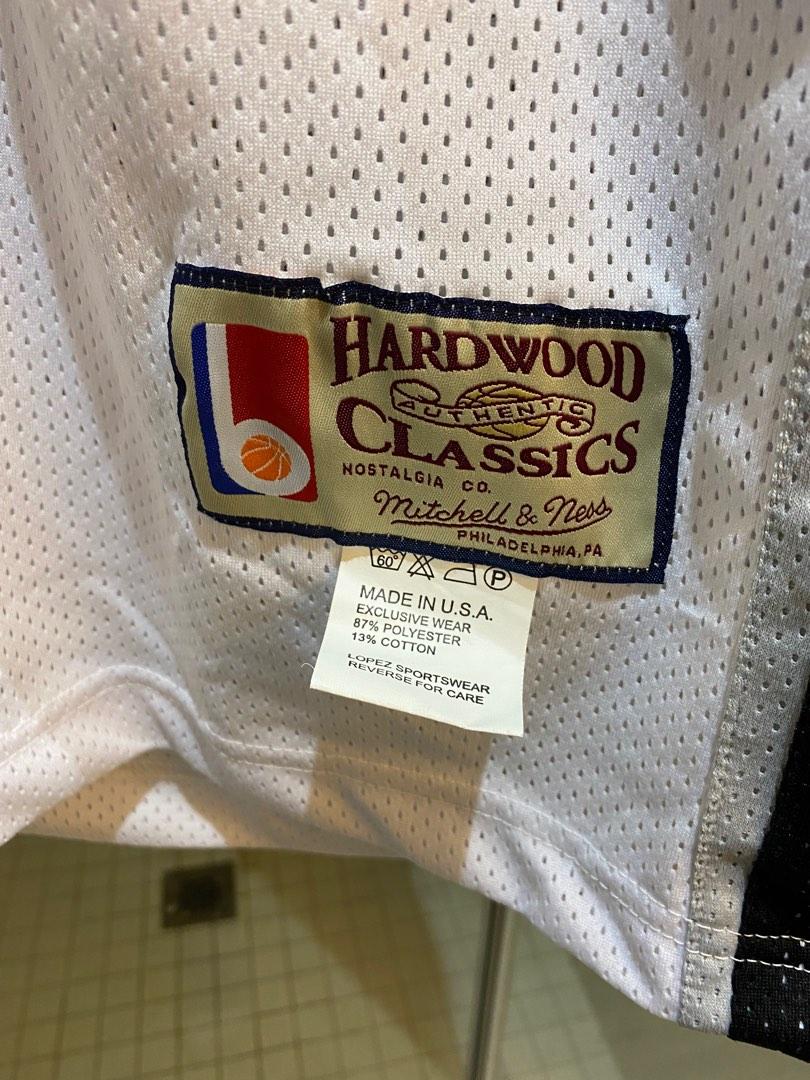 HARDWOOD
AUTHENTIC
CLASSICS
NOSTALGIA CO.
Mitchell & Ness
PHILADELPHIA, PA
60° P
MADE IN U.S.A.
EXCLUSIVE WEAR
87% POLYESTER
13% COTTON
LOPEZ SPORTSWEAR
REVERSE FOR CARE